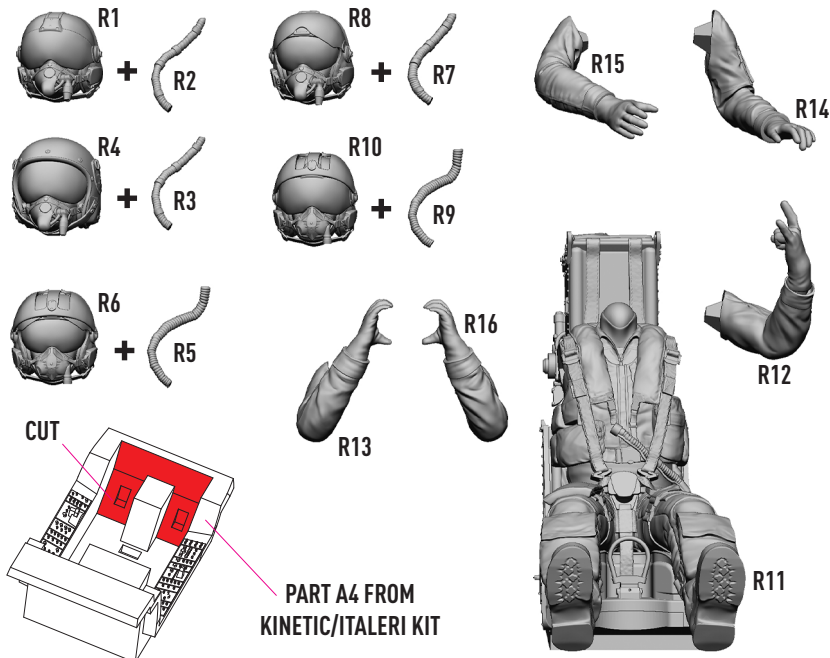 R1
+
R2
R8
+
R7
R15
R14
R4
+
R3
R10
+
R9
R6
+
R5
R16
R13
R12
CUT
R11
PART A4 FROM
KINETIC/ITALERI KIT